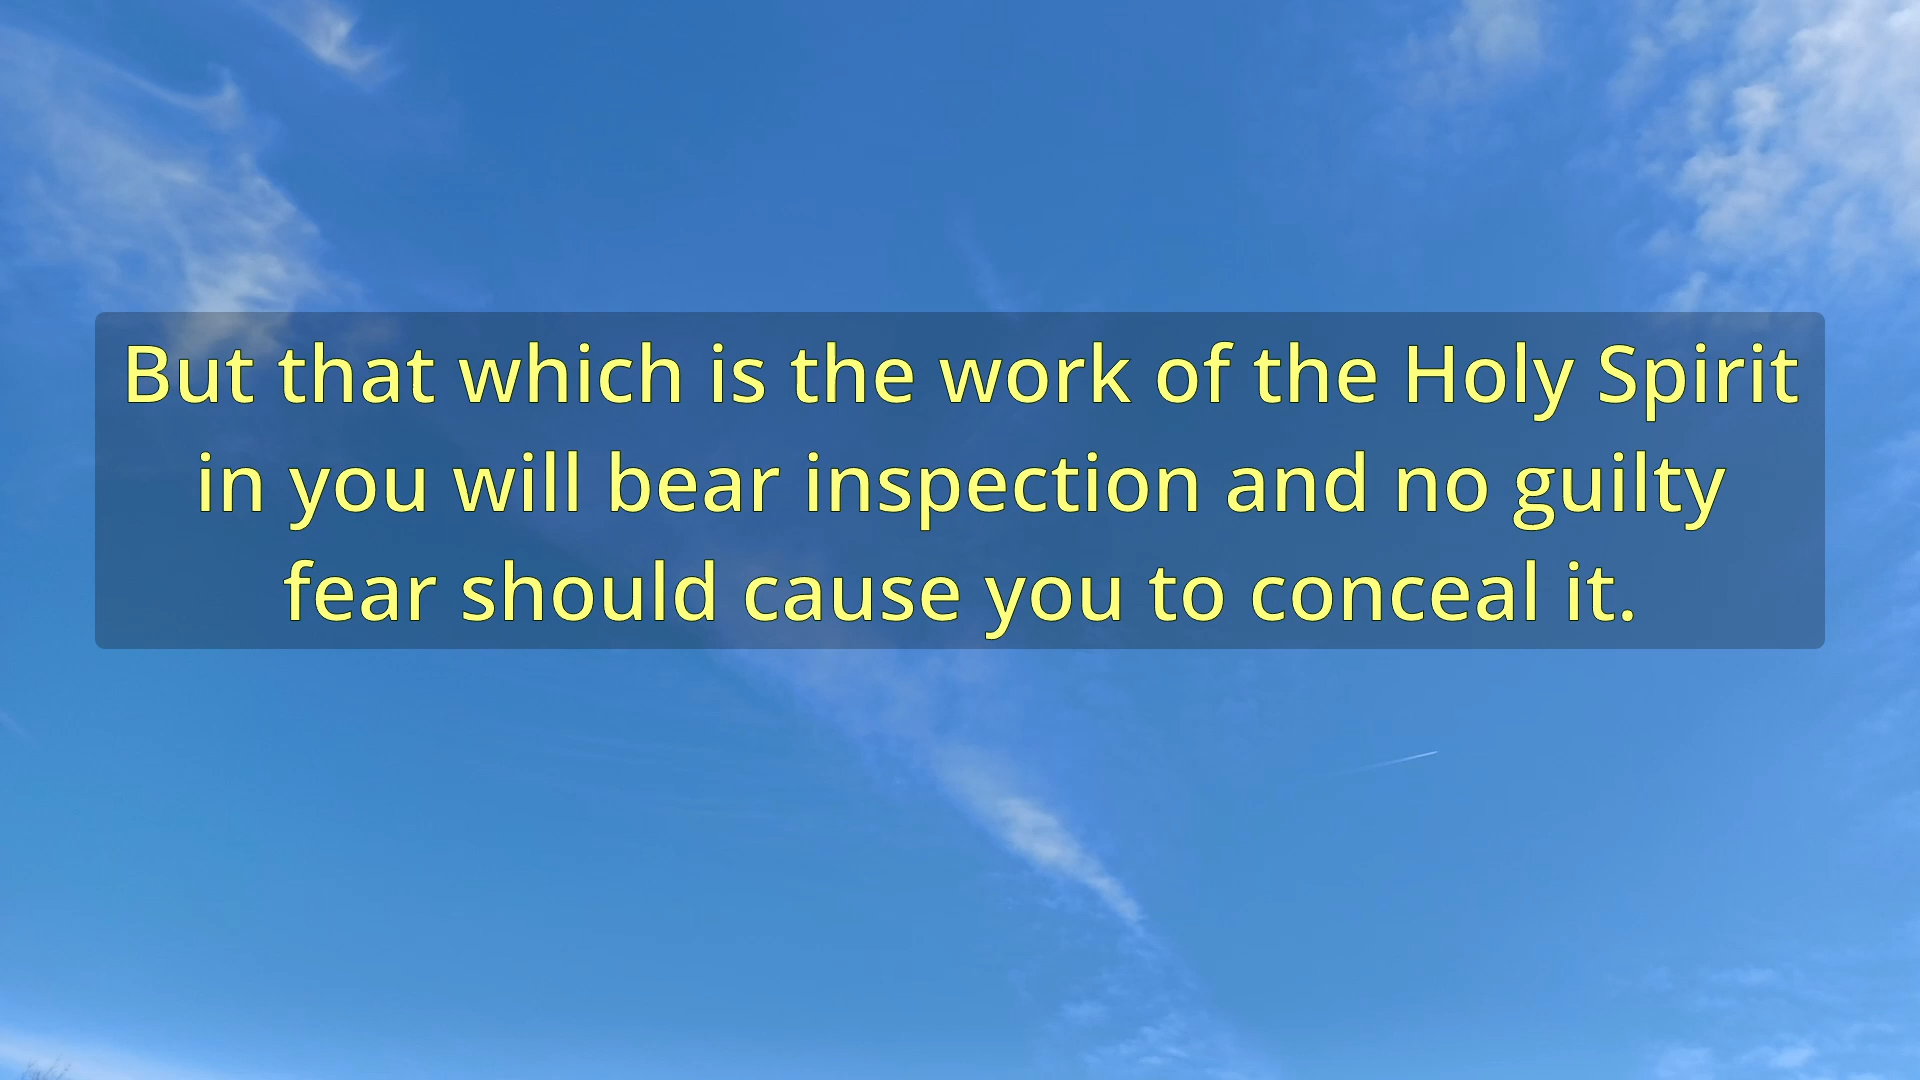 But that which is the work of the Holy Spirit
in you will bear inspection and no guilty
fear should cause you to conceal it.